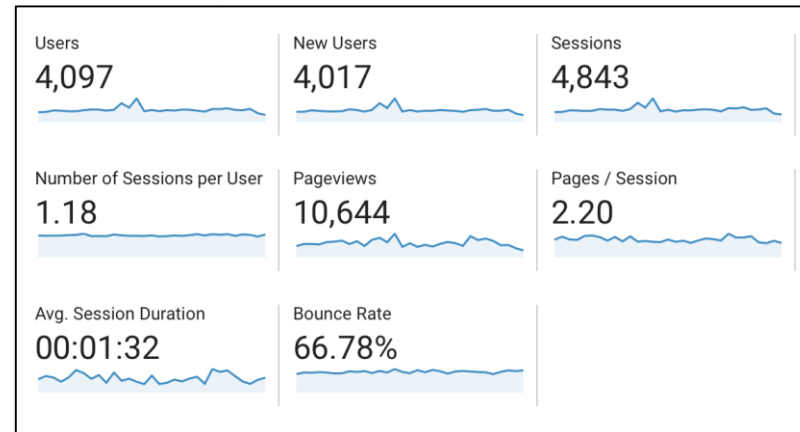 Users
4,097
New Users
4,017
Sessions
4,843
Number of Sessions per User
1.18
Pageviews
10,644
Pages / Session
2.20
Avg. Session Duration
00:01:32
Bounce Rate
66.78%